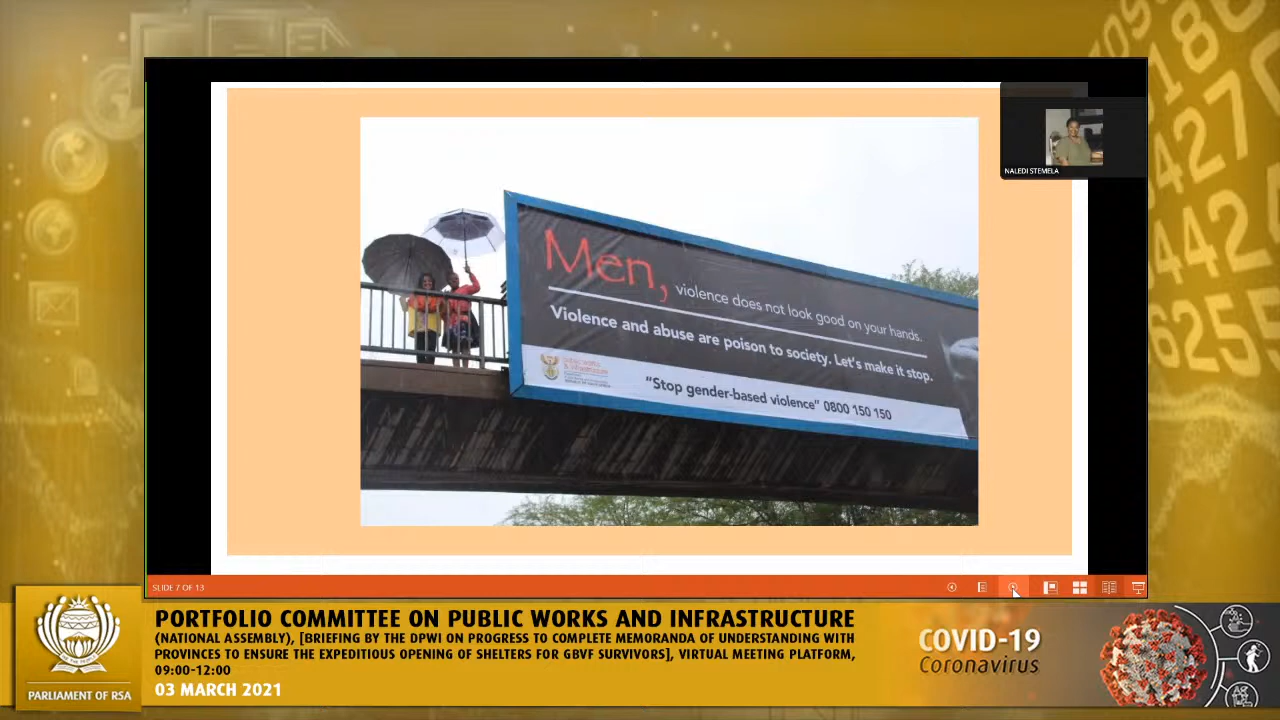 NALEDI STEMELA
Men, violence does not look good on your hands.
Violence and abuse are poison to society. Let's make it stop.
"Stop gender-based violence" 0800 150 150
SLIDE 7 OF 13
PARLIAMENT OF RSA
PORTFOLIO COMMITTEE ON PUBLIC WORKS AND INFRASTRUCTURE
(NATIONAL ASSEMBLY), [BRIEFING BY THE DPWI ON PROGRESS TO COMPLETE MEMORANDA OF UNDERSTANDING WITH
PROVINCES TO ENSURE THE EXPEDITIOUS OPENING OF SHELTERS FOR GBVF SURVIVORS], VIRTUAL MEETING PLATFORM,
09:00-12:00
03 MARCH 2021
COVID-19
Coronavirus